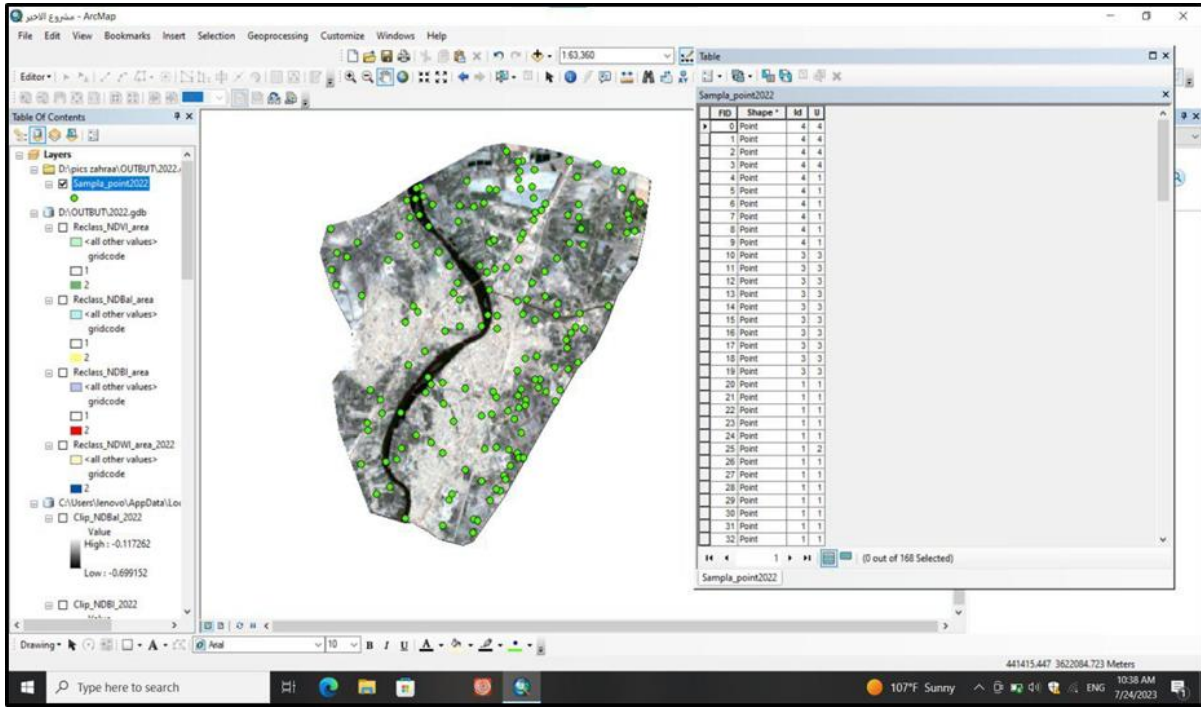 مشروع الاخير - ArcMap
File Edit View Bookmarks Insert Selection Geoprocessing Customize Windows Help
1:63,360
Editor
Table Of Contents
Layers
D:\pics zahraa\OUTBUT\2022.
Sampla_point2022
D:\OUTBUT\2022.gdb
Reclass_NDVI_area
<all other values>
gridcode
1
2
Reclass_NDBal_area
<all other values>
gridcode
1
2
Reclass_NDBI_area
<all other values>
gridcode
1
2
Reclass_NDWI_area_2022
<all other values>
gridcode
2
C:\Users\lenovo\AppData\Loc
Clip_NDBal_2022
Value
High : -0.117262
Low : -0.699152
Clip_NDBI_2022
Table
Sampla_point2022
FID Shape * Id U
0 Point 4 4
1 Point 4 4
2 Point 4 4
3 Point 4 4
4 Point 4 1
5 Point 4 1
6 Point 4 1
7 Point 4 1
8 Point 4 1
9 Point 4 1
10 Point 3 3
11 Point 3 3
12 Point 3 3
13 Point 3 3
14 Point 3 3
15 Point 3 3
16 Point 3 3
17 Point 3 3
18 Point 3 3
19 Point 3 3
20 Point 1 1
21 Point 1 1
22 Point 1 1
23 Point 1 1
24 Point 1 1
25 Point 1 2
26 Point 1 1
27 Point 1 1
28 Point 1 1
29 Point 1 1
30 Point 1 1
31 Point 1 1
32 Point 1 1
1 (0 out of 168 Selected)
Sampla_point2022
Drawing A Arial 10 B I U A
441415.447 3622084.723 Meters
Type here to search
107°F Sunny ENG 10:38 AM
7/24/2023
1